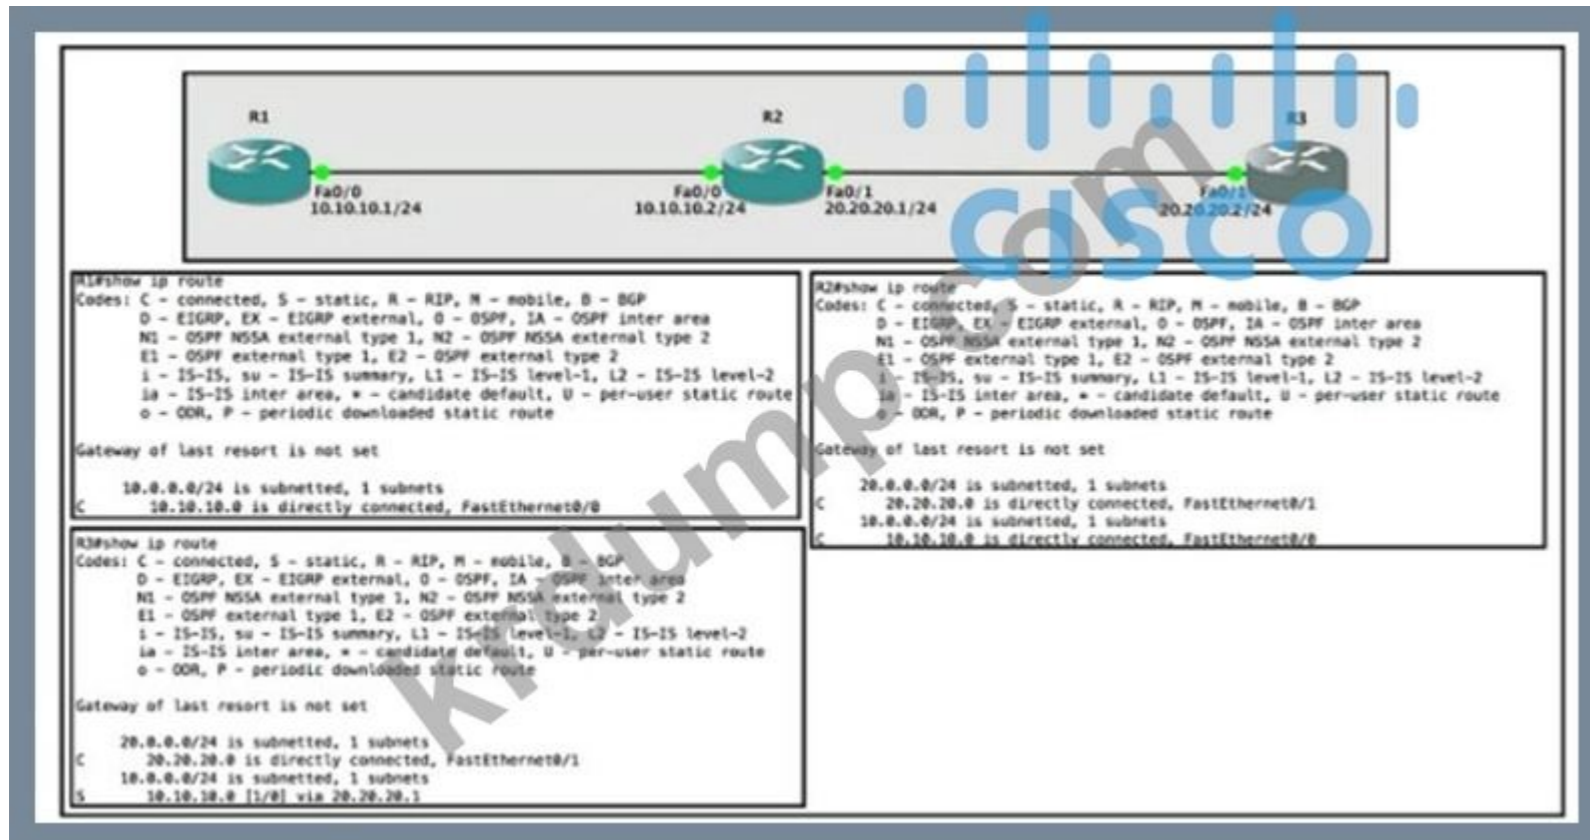 R1
R2
R3
Fa0/0
10.10.10.1/24
Fa0/0
10.10.10.2/24
Fa0/1
20.20.20.1/24
Fa0/1
20.20.20.2/24
CISCO
krdump.com
R1#show ip route
Codes: C - connected, S - static, R - RIP, M - mobile, B - BGP
D - EIGRP, EX - EIGRP external, O - OSPF, IA - OSPF inter area
N1 - OSPF NSSA external type 1, N2 - OSPF NSSA external type 2
E1 - OSPF external type 1, E2 - OSPF external type 2
i - IS-IS, su - IS-IS summary, L1 - IS-IS level-1, L2 - IS-IS level-2
ia - IS-IS inter area, * - candidate default, U - per-user static route
o - ODR, P - periodic downloaded static route
Gateway of last resort is not set
10.0.0.0/24 is subnetted, 1 subnets
C 10.10.10.0 is directly connected, FastEthernet0/0
R2#show ip route
Codes: C - connected, S - static, R - RIP, M - mobile, B - BGP
D - EIGRP, EX - EIGRP external, O - OSPF, IA - OSPF inter area
N1 - OSPF NSSA external type 1, N2 - OSPF NSSA external type 2
E1 - OSPF external type 1, E2 - OSPF external type 2
i - IS-IS, su - IS-IS summary, L1 - IS-IS level-1, L2 - IS-IS level-2
ia - IS-IS inter area, * - candidate default, U - per-user static route
o - ODR, P - periodic downloaded static route
Gateway of last resort is not set
20.0.0.0/24 is subnetted, 1 subnets
C 20.20.20.0 is directly connected, FastEthernet0/1
10.0.0.0/24 is subnetted, 1 subnets
C 10.10.10.0 is directly connected, FastEthernet0/0
R3#show ip route
Codes: C - connected, S - static, R - RIP, M - mobile, B - BGP
D - EIGRP, EX - EIGRP external, O - OSPF, IA - OSPF inter area
N1 - OSPF NSSA external type 1, N2 - OSPF NSSA external type 2
E1 - OSPF external type 1, E2 - OSPF external type 2
i - IS-IS, su - IS-IS summary, L1 - IS-IS level-1, L2 - IS-IS level-2
ia - IS-IS inter area, * - candidate default, U - per-user static route
o - ODR, P - periodic downloaded static route
Gateway of last resort is not set
20.0.0.0/24 is subnetted, 1 subnets
C 20.20.20.0 is directly connected, FastEthernet0/1
10.0.0.0/24 is subnetted, 1 subnets
S 10.10.10.0 [1/0] via 20.20.20.1